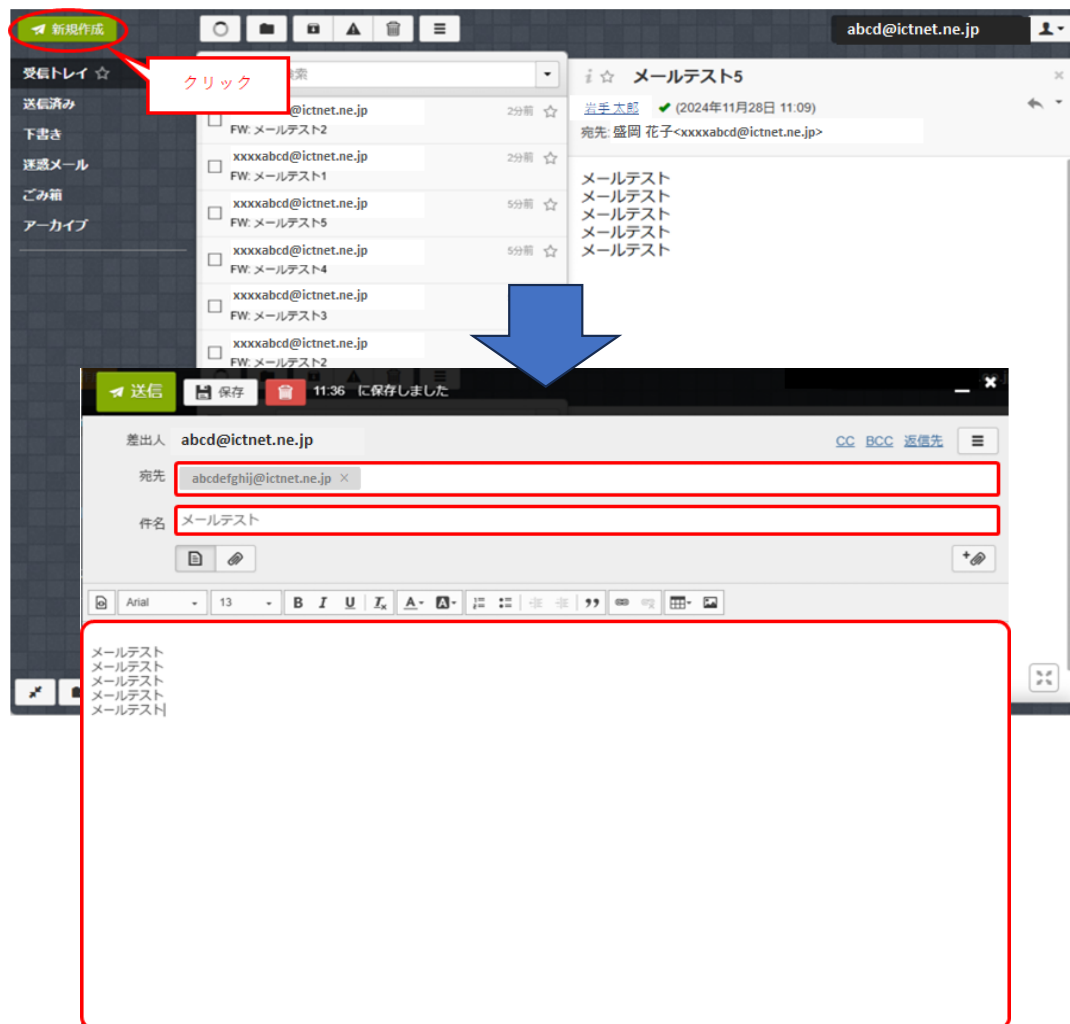 新規作成
abcd@ictnet.ne.jp
クリック
受信トレイ
送信済み
下書き
迷惑メール
ごみ箱
アーカイブ
索
@ictnet.ne.jp 2分前
FW: メールテスト2
xxxxabcd@ictnet.ne.jp 2分前
FW: メールテスト1
xxxxabcd@ictnet.ne.jp 5分前
FW: メールテスト5
xxxxabcd@ictnet.ne.jp 5分前
FW: メールテスト4
xxxxabcd@ictnet.ne.jp
FW: メールテスト3
xxxxabcd@ictnet.ne.jp
FW: メールテスト2
i ☆ メールテスト5 ×
岩手太郎 ✔ (2024年11月28日 11:09)
宛先: 盛岡 花子<xxxxabcd@ictnet.ne.jp>
メールテスト
メールテスト
メールテスト
メールテスト
メールテスト
送信 保存 11:36 に保存しました
差出人 abcd@ictnet.ne.jp CC BCC 返信先
宛先 abcdefghij@ictnet.ne.jp ×
件名 メールテスト
Arial 13 B I U Tx A A
メールテスト
メールテスト
メールテスト
メールテスト
メールテスト